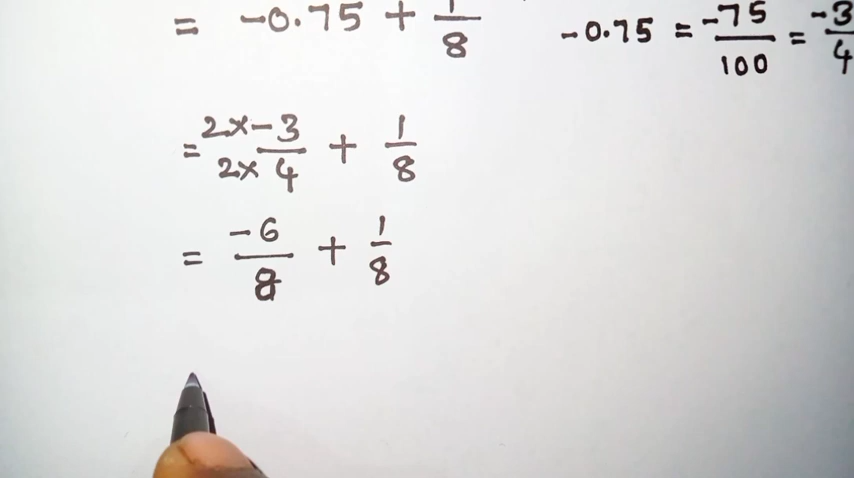 = -0.75 + 1/8
-0.75 = -75/100 = -3/4
= 2×-3/2×4 + 1/8
= -6/8 + 1/8